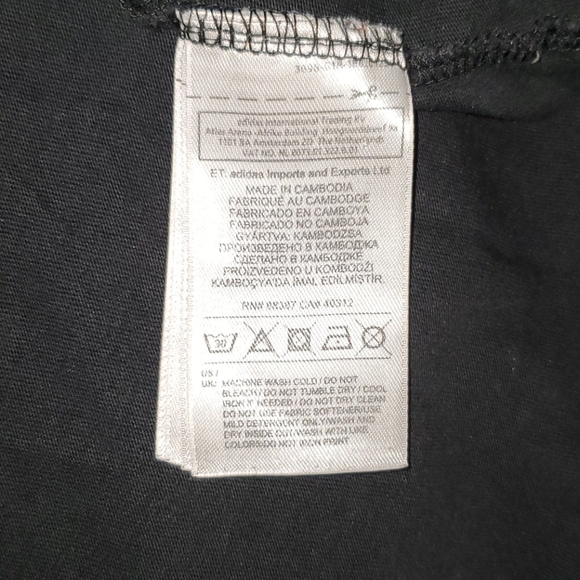 adidas International Trading BV
Atlas Arena - Afrika Building Hoogoorddreef 9a
1101 BA Amsterdam ZO The Netherlands
VAT NO. NL
ET: adidas Imports and Exports Ltd
MADE IN CAMBODIA
FABRIQUÉ AU CAMBODGE
FABRICADO EN CAMBOYA
FABRICADO NO CAMBOJA
GYÁRTVA: KAMBODZSA
ПРОИЗВЕДЕНО В КАМБОДЖА
СДЕЛАНО В КАМБОДЖЕ
PROIZVEDENO U KOMBODŽI
KAMBOÇYA'DA İMAL EDİLMİŞTİR.
RN# 88387 CA# 40312
30
US /
UK: MACHINE WASH COLD / DO NOT
BLEACH / DO NOT TUMBLE DRY / COOL
IRON IF NEEDED / DO NOT DRY CLEAN
DO NOT USE FABRIC SOFTENER/USE
MILD DETERGENT ONLY/WASH AND
DRY INSIDE OUT/WASH WITH LIKE
COLORS/DO NOT IRON PRINT